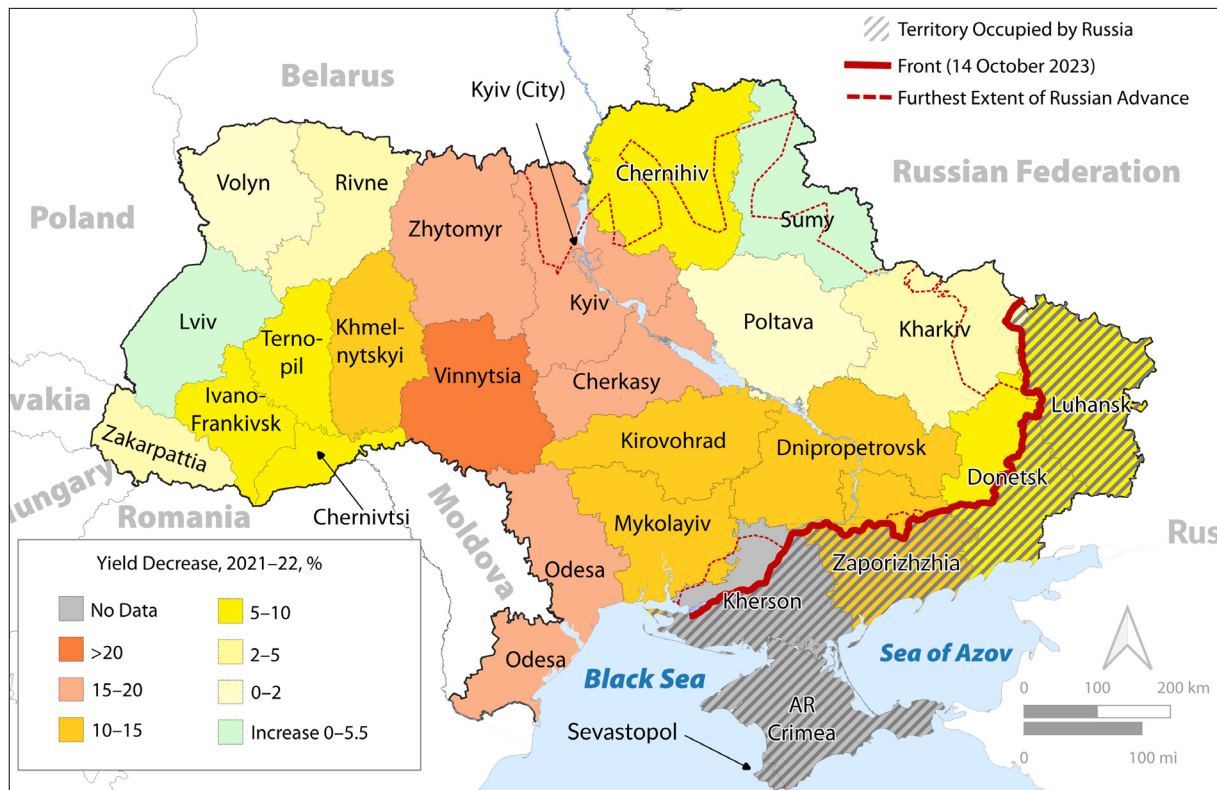 Territory Occupied by Russia
Front (14 October 2023)
Furthest Extent of Russian Advance
Belarus
Kyiv (City)
Russian Federation
Poland
Volyn
Rivne
Chernihiv
Zhytomyr
Sumy
Lviv
Kyiv
Poltava
Kharkiv
Terno-
pil
Khmel-
nytskyi
Vinnytsia
Cherkasy
Ivano-
Frankivsk
vakia
Luhansk
Zakarpattia
Kirovohrad
Dnipropetrovsk
Donetsk
Hungary
Romania
Chernivtsi
Moldova
Mykolayiv
Rus
Zaporizhzhia
Odesa
Kherson
Odesa
Black Sea
Sea of Azov
AR
Crimea
Sevastopol
Yield Decrease, 2021–22, %
No Data
>20
15–20
10–15
5–10
2–5
0–2
Increase 0–5.5
0 100 200 km
0 100 mi